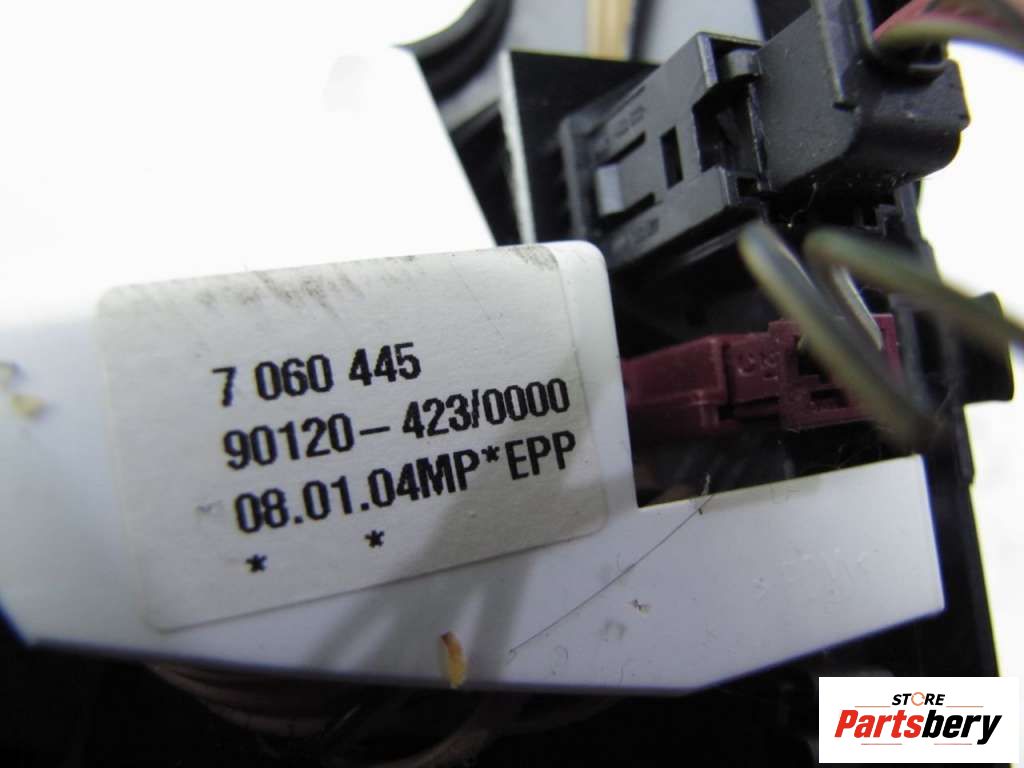 7 060 445
90120-423/0000
08.01.04MP*EPP
* *
STORE
Partsbery